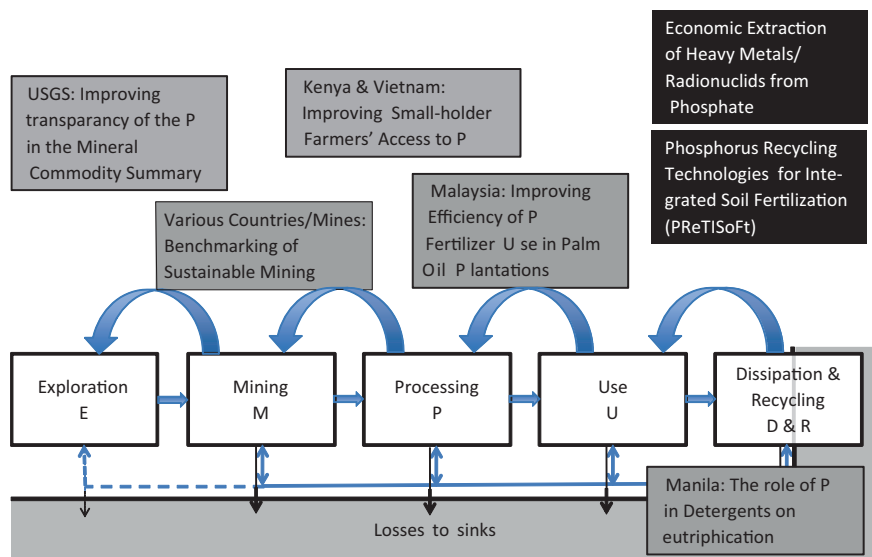 USGS: Improving
transparancy of the P
in the Mineral
Commodity Summary
Kenya & Vietnam:
Improving Small-holder
Farmers' Access to P
Economic Extraction
of Heavy Metals/
Radionuclids from
Phosphate
Phosphorus Recycling
Technologies for Inte-
grated Soil Fertilization
(PReTISoFt)
Various Countries/Mines:
Benchmarking of
Sustainable Mining
Malaysia: Improving
Efficiency of P
Fertilizer U se in Palm
Oil P lantations
Exploration
E
Mining
M
Processing
P
Use
U
Dissipation &
Recycling
D & R
Manila: The role of P
in Detergents on
eutriphication
Losses to sinks